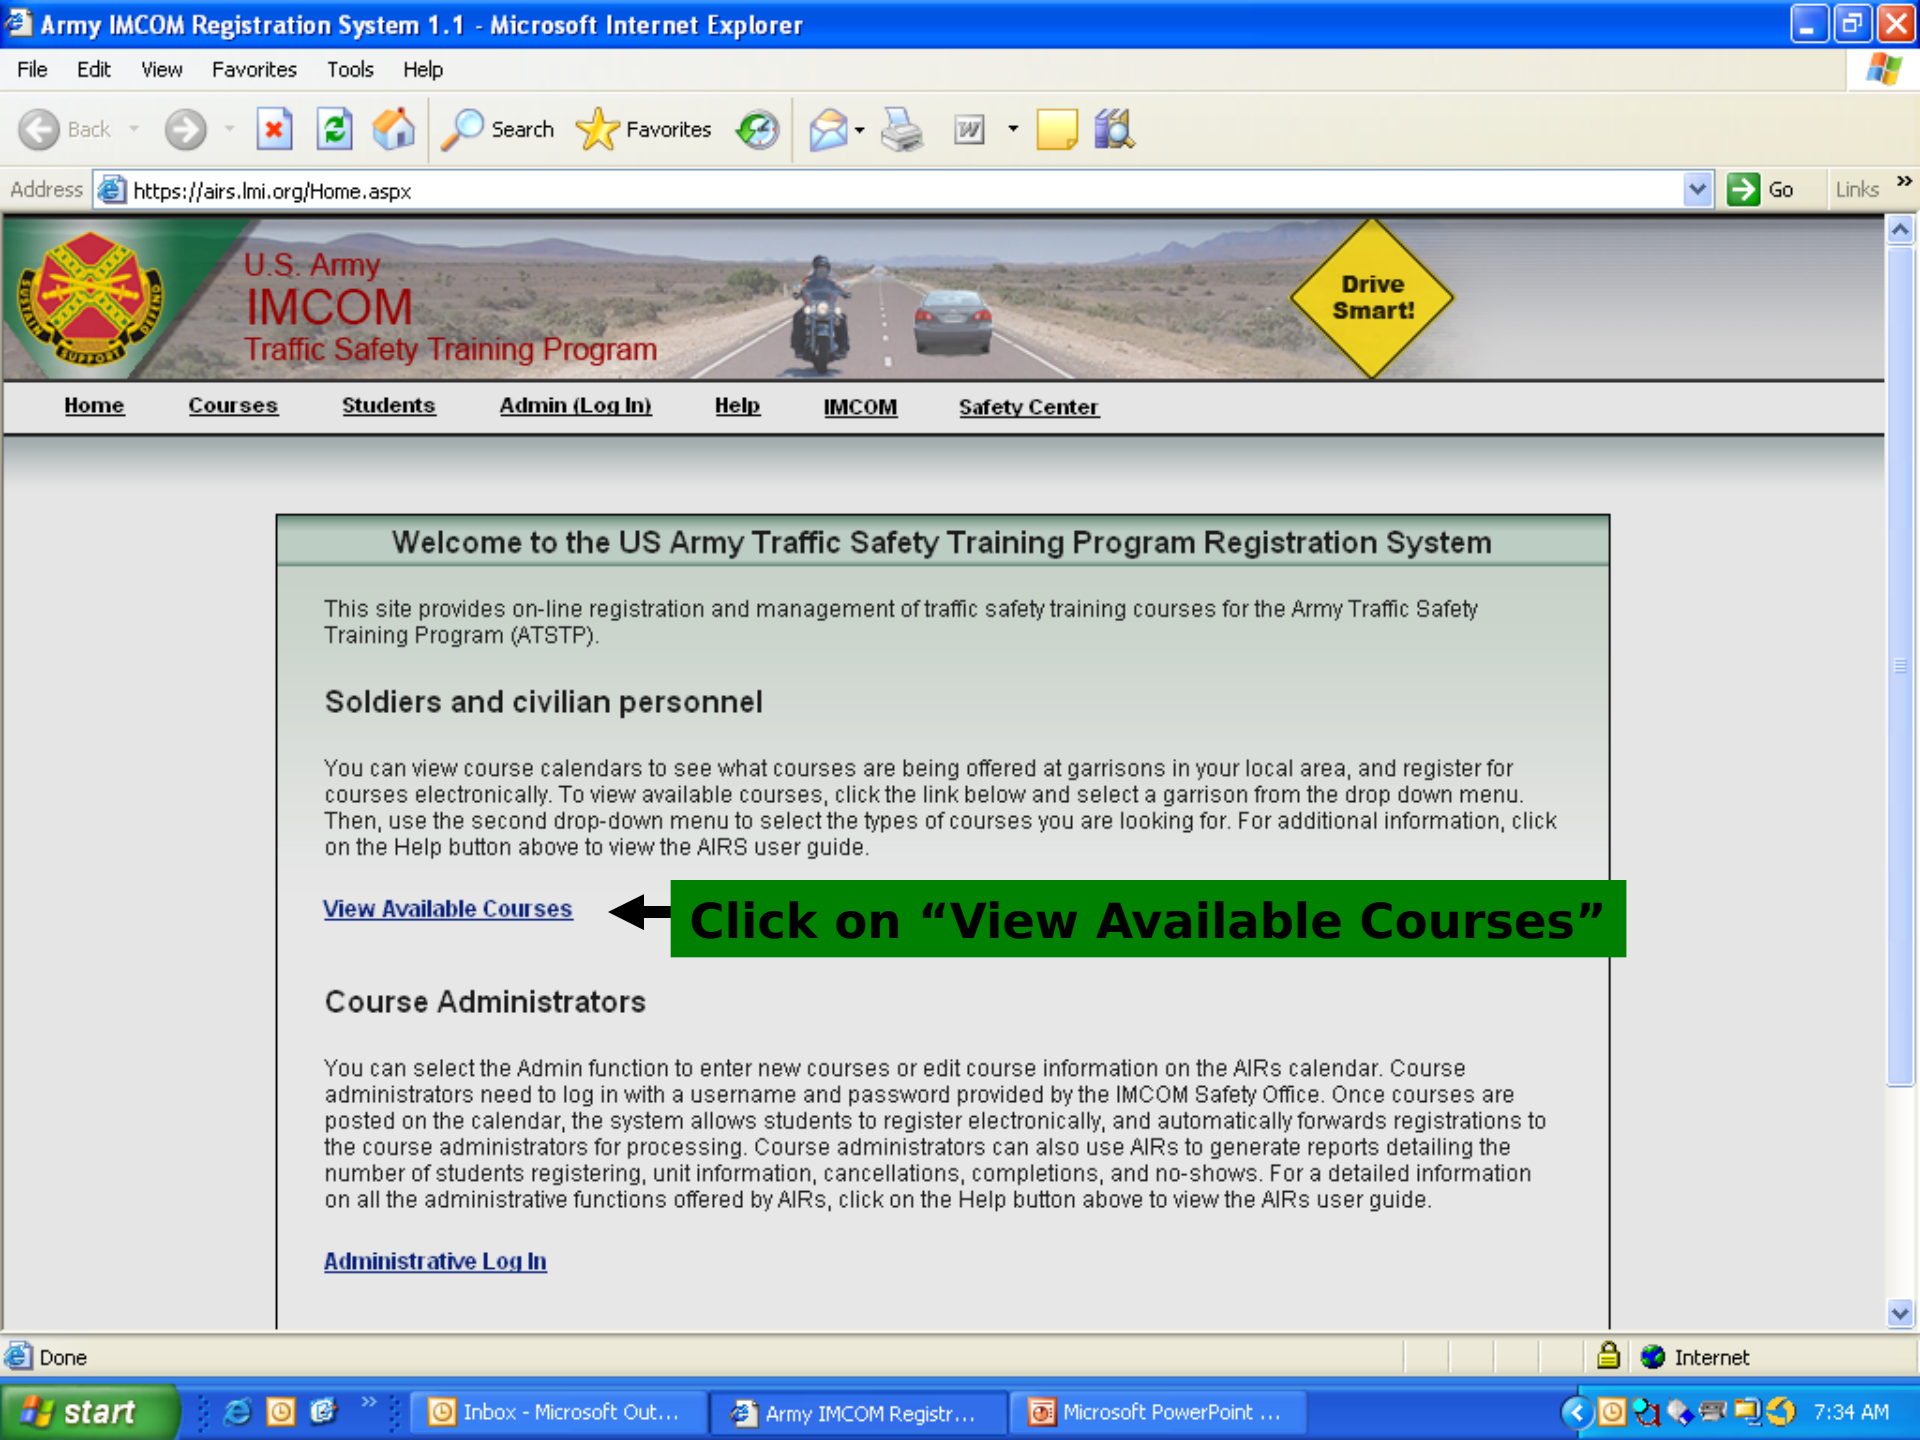 Army IMCOM Registration System 1.1 - Microsoft Internet Explorer
File Edit View Favorites Tools Help
Back Search Favorites W
Address https://airs.lmi.org/Home.aspx Go Links »
SUSTAIN SUPPORT DEFEND
U.S. Army
IMCOM
Traffic Safety Training Program
Drive
Smart!
Home Courses Students Admin (Log In) Help IMCOM Safety Center
Welcome to the US Army Traffic Safety Training Program Registration System
This site provides on-line registration and management of traffic safety training courses for the Army Traffic Safety
Training Program (ATSTP).
Soldiers and civilian personnel
You can view course calendars to see what courses are being offered at garrisons in your local area, and register for
courses electronically. To view available courses, click the link below and select a garrison from the drop down menu.
Then, use the second drop-down menu to select the types of courses you are looking for. For additional information, click
on the Help button above to view the AIRS user guide.
View Available Courses
Click on “View Available Courses”
Course Administrators
You can select the Admin function to enter new courses or edit course information on the AIRs calendar. Course
administrators need to log in with a username and password provided by the IMCOM Safety Office. Once courses are
posted on the calendar, the system allows students to register electronically, and automatically forwards registrations to
the course administrators for processing. Course administrators can also use AIRs to generate reports detailing the
number of students registering, unit information, cancellations, completions, and no-shows. For a detailed information
on all the administrative functions offered by AIRs, click on the Help button above to view the AIRs user guide.
Administrative Log In
Done Internet
start » Inbox - Microsoft Out... Army IMCOM Registr... Microsoft PowerPoint ... 7:34 AM